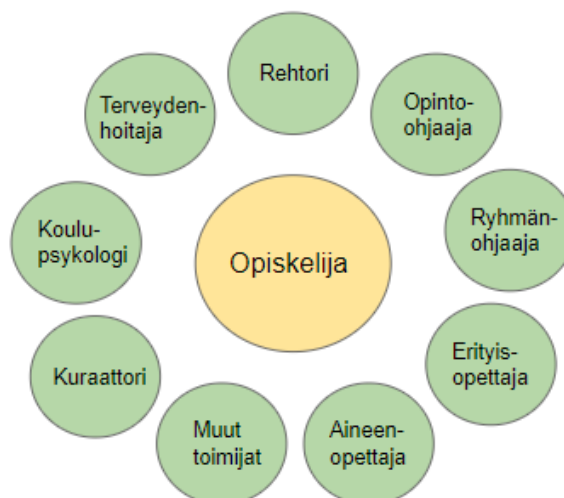 Rehtori
Opinto-
ohjaaja
Ryhmän-
ohjaaja
Erityis-
opettaja
Aineen-
opettaja
Muut
toimijat
Kuraattori
Koulu-
psykologi
Terveyden-
hoitaja
Opiskelija